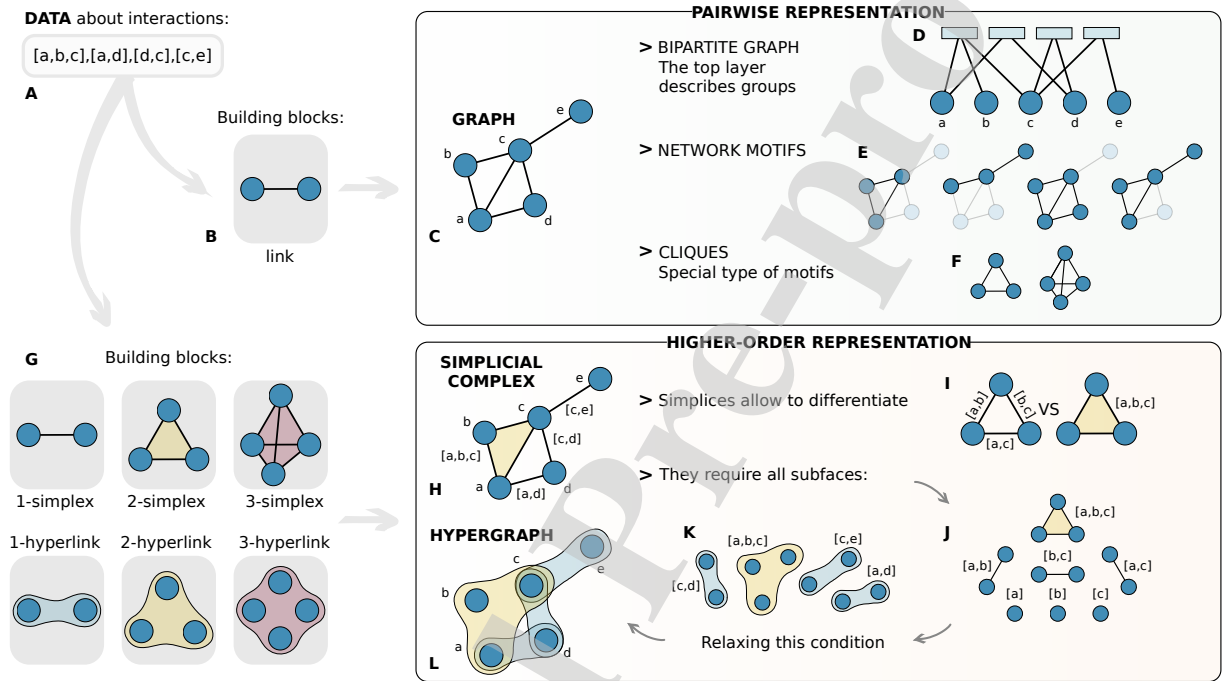 DATA about interactions:
[a,b,c],[a,d],[d,c],[c,e]
A
Building blocks:
B
link
PAIRWISE REPRESENTATION
GRAPH
e
c
b
a
d
C
> BIPARTITE GRAPH
The top layer
describes groups
D
a b c d e
> NETWORK MOTIFS
E
> CLIQUES
Special type of motifs
F
G
Building blocks:
1-simplex 2-simplex 3-simplex
1-hyperlink 2-hyperlink 3-hyperlink
HIGHER-ORDER REPRESENTATION
SIMPLICIAL
COMPLEX
e
c
[c,e]
b
[c,d]
[a,b,c]
a
[a,d]
d
H
> Simplices allow to differentiate
I
[a,b]
[b,c]
[a,c]
VS
[a,b,c]
> They require all subfaces:
J
[a,b,c]
[a,b]
[b,c]
[a,c]
[a] [b] [c]
HYPERGRAPH
c
e
b
a
d
L
K
[c,d]
[a,b,c]
[c,e]
[a,d]
Relaxing this condition
Pre-pro